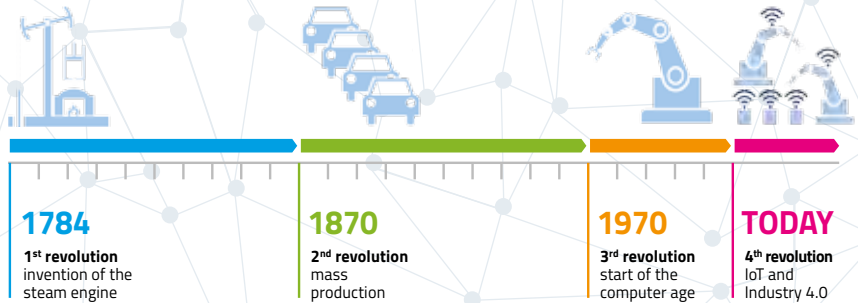 1784
1st revolution
invention of the
steam engine
1870
2nd revolution
mass
production
1970
3rd revolution
start of the
computer age
TODAY
4th revolution
IoT and
Industry 4.0